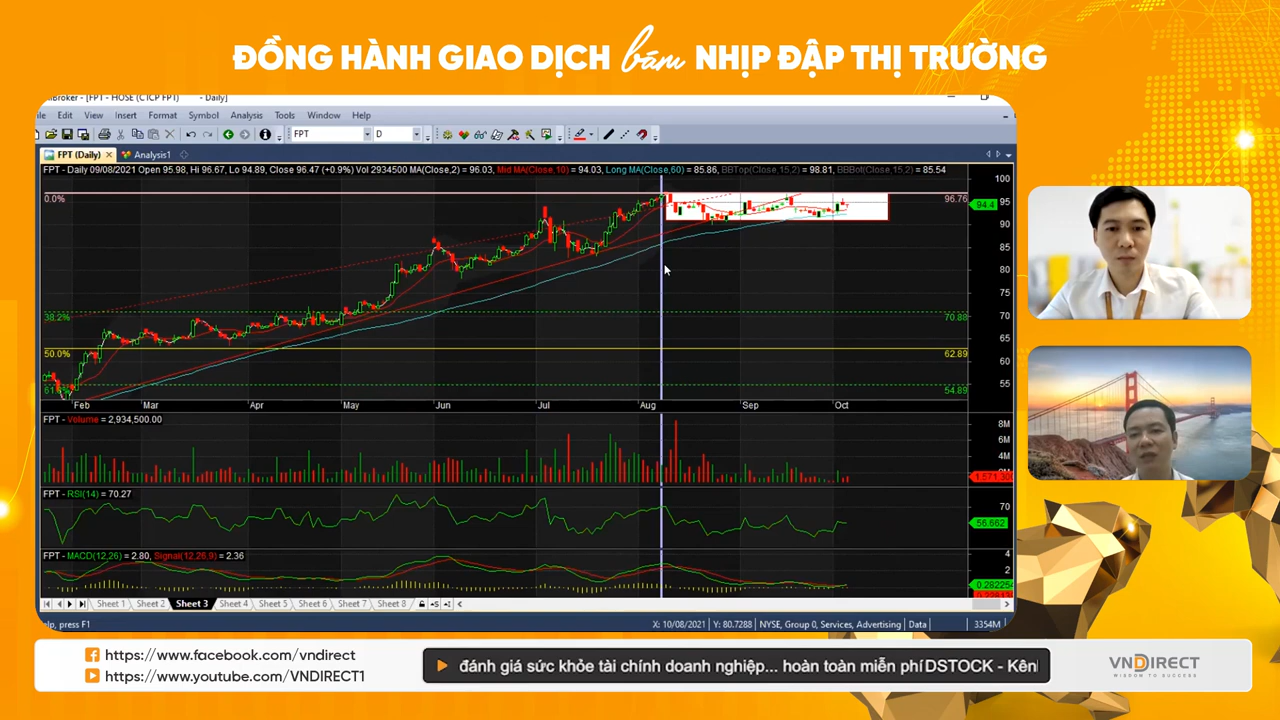 ĐỒNG HÀNH GIAO DỊCH bám NHỊP ĐẬP THỊ TRƯỜNG
Broker - [FPT - HOSE (CTCP FPT) - Daily]
Edit View Insert Format Symbol Analysis Tools Window Help
FPT D
FPT (Daily) Analysis1
FPT - Daily 09/08/2021 Open 95.98, Hi 96.67, Lo 94.89, Close 96.47 (+0.9%) Vol 2934500 MA(Close,2) = 96.03, Mid MA(Close,10) = 94.03, Long MA(Close,60) = 85.86, BBTop(Close,15,2) = 98.81, BBBot(Close,15,2) = 85.54
100
0.0% 96.76 95
94.4
90
85
80
75
38.2% 70.88 70
65
50.0% 62.89
60
54.89 55
Feb Mar Apr May Jun Jul Aug Sep Oct
FPT - Volume = 2,934,500.00
8M
6M
4M
FPT - RSI(14) = 70.27
70
56.662
FPT - MACD(12,26) = 2.80, Signal(12,26,9) = 2.36
4
2
Sheet 1 Sheet 2 Sheet 3 Sheet 4 Sheet 5 Sheet 6 Sheet 7 Sheet 8
press F1 X: 10/08/2021 Y: 80.7288 NYSE, Group 0, Services, Advertising Data 3354M
https://www.facebook.com/vndirect
https://www.youtube.com/VNDIRECT1
đánh giá sức khỏe tài chính doanh nghiệp... hoàn toàn miễn phí DSTOCK - Kên
VNDIRECT
WISDOM TO SUCCESS